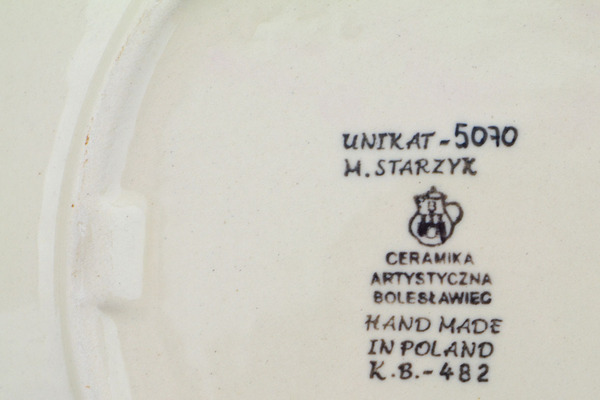 UNIKAT-5070
M. STARZYK
B
CERAMIKA
ARTYSTYCZNA
BOLESŁAWIEC
HAND MADE
IN POLAND
K.B.-482